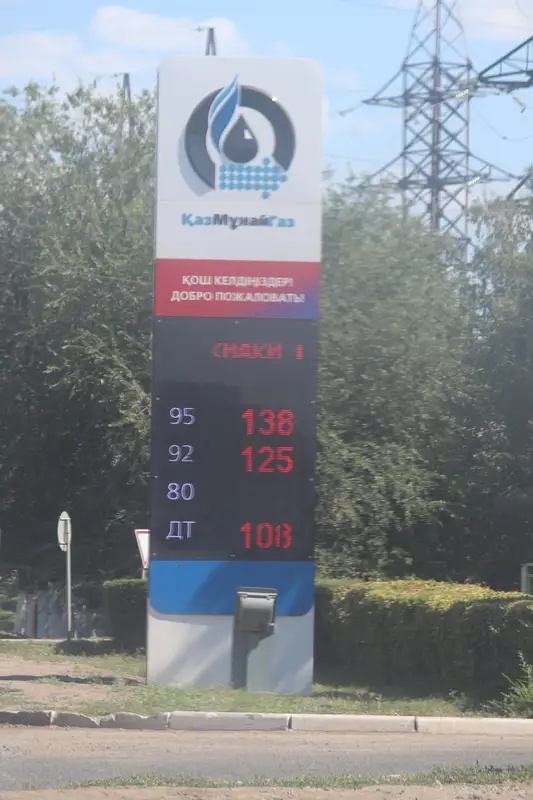 ҚазМұнайГаз
ҚОШ КЕЛДІҢІЗДЕР!
ДОБРО ПОЖАЛОВАТЬ!
СНЭКИ
95 138
92 125
80
ДТ 108